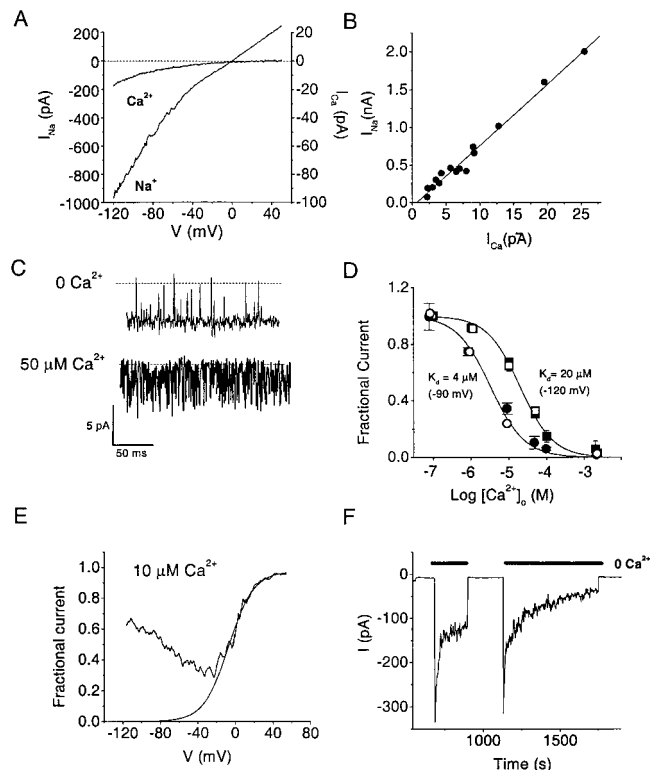 A
200
0
-200
-400
-600
-800
-1000
I_Na (pA)
20
0
-20
-40
-60
-80
-100
I_Ca (pA)
Ca²⁺
Na⁺
-120 -80 -40 0 40
V (mV)
B
2.0
1.5
1.0
0.5
0.0
I_Na(nA)
0 5 10 15 20 25
I_Ca(pA)
C
0 Ca²⁺
50 µM Ca²⁺
5 pA
50 ms
D
1.2
0.8
0.4
0.0
Fractional Current
K_d = 4 µM
(-90 mV)
K_d= 20 µM
(-120 mV)
-7 -6 -5 -4 -3
Log [Ca²⁺]_o (M)
E
10 µM Ca²⁺
1.0
0.8
0.6
0.4
0.2
0.0
Fractional current
-120 -80 -40 0 40 80
V (mV)
F
0 Ca²⁺
0
-100
-200
-300
I (pA)
1000 1500
Time (s)